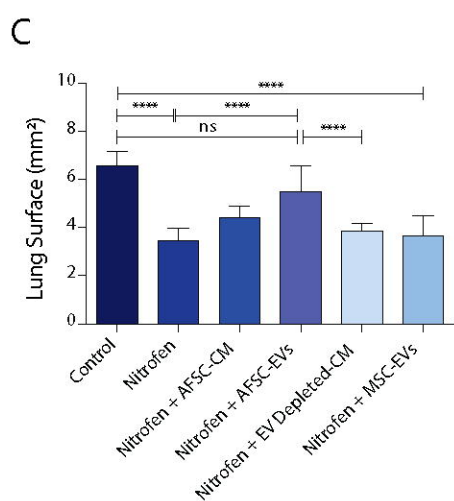 C
****
**** ****
ns ****
Lung Surface (mm²)
10
8
6
4
2
0
Control
Nitrofen
Nitrofen + AFSC-CM
Nitrofen + AFSC-EVs
Nitrofen + EV Depleted-CM
Nitrofen + MSC-EVs